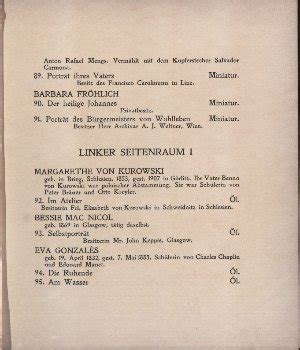 Anton Rafael Mengs. Vermählt mit dem Kupferstecher Salvador
Carmona.
89. Porträt ihres Vaters Miniatur.
Besitz des Francisco Carolinums in Linz.
BARBARA FRÖHLICH
90. Der heilige Johannes Miniatur.
Privatbesitz.
91. Porträt des Bürgermeisters von Wohlleben Miniatur.
Besitzer Herr Architekt A. J. Weltner, Wien.
LINKER SEITENRAUM I
MARGARETHE VON KUROWSKI
geb. in Brieg, Schlesien, 1853, gest. 1907 in Görlitz. Ihr Vater Benno
von Kurowski war polnischer Abstammung. Sie war Schülerin von
Peter Bräuer und Otto Kreyher.
92. Im Atelier Öl.
Besitzerin Frl. Elisabeth von Kurowski in Schweidnitz in Schlesien.
BESSIE MAC NICOL
geb. 1869 in Glasgow, tätig daselbst.
93. Selbstporträt Öl.
Besitzerin Mr. John Keppie, Glasgow.
EVA GONZALÈS
geb. 19. April 1832, gest. 7. Mai 1883. Schülerin von Charles Chaplin
und Edouard Manet.
94. Die Ruhende Öl.
95. Am Wasser Öl.